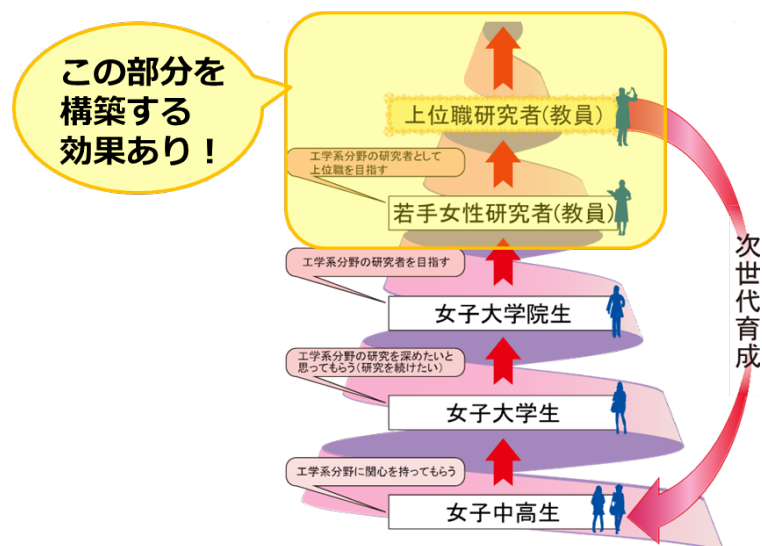 この部分を
構築する
効果あり！
上位職研究者(教員)
工学系分野の研究者として
上位職を目指す
若手女性研究者(教員)
工学系分野の研究者を目指す
女子大学院生
工学系分野の研究を深めたいと
思ってもらう(研究を続けたい)
女子大学生
工学系分野に関心を持ってもらう
女子中高生
次世代育成